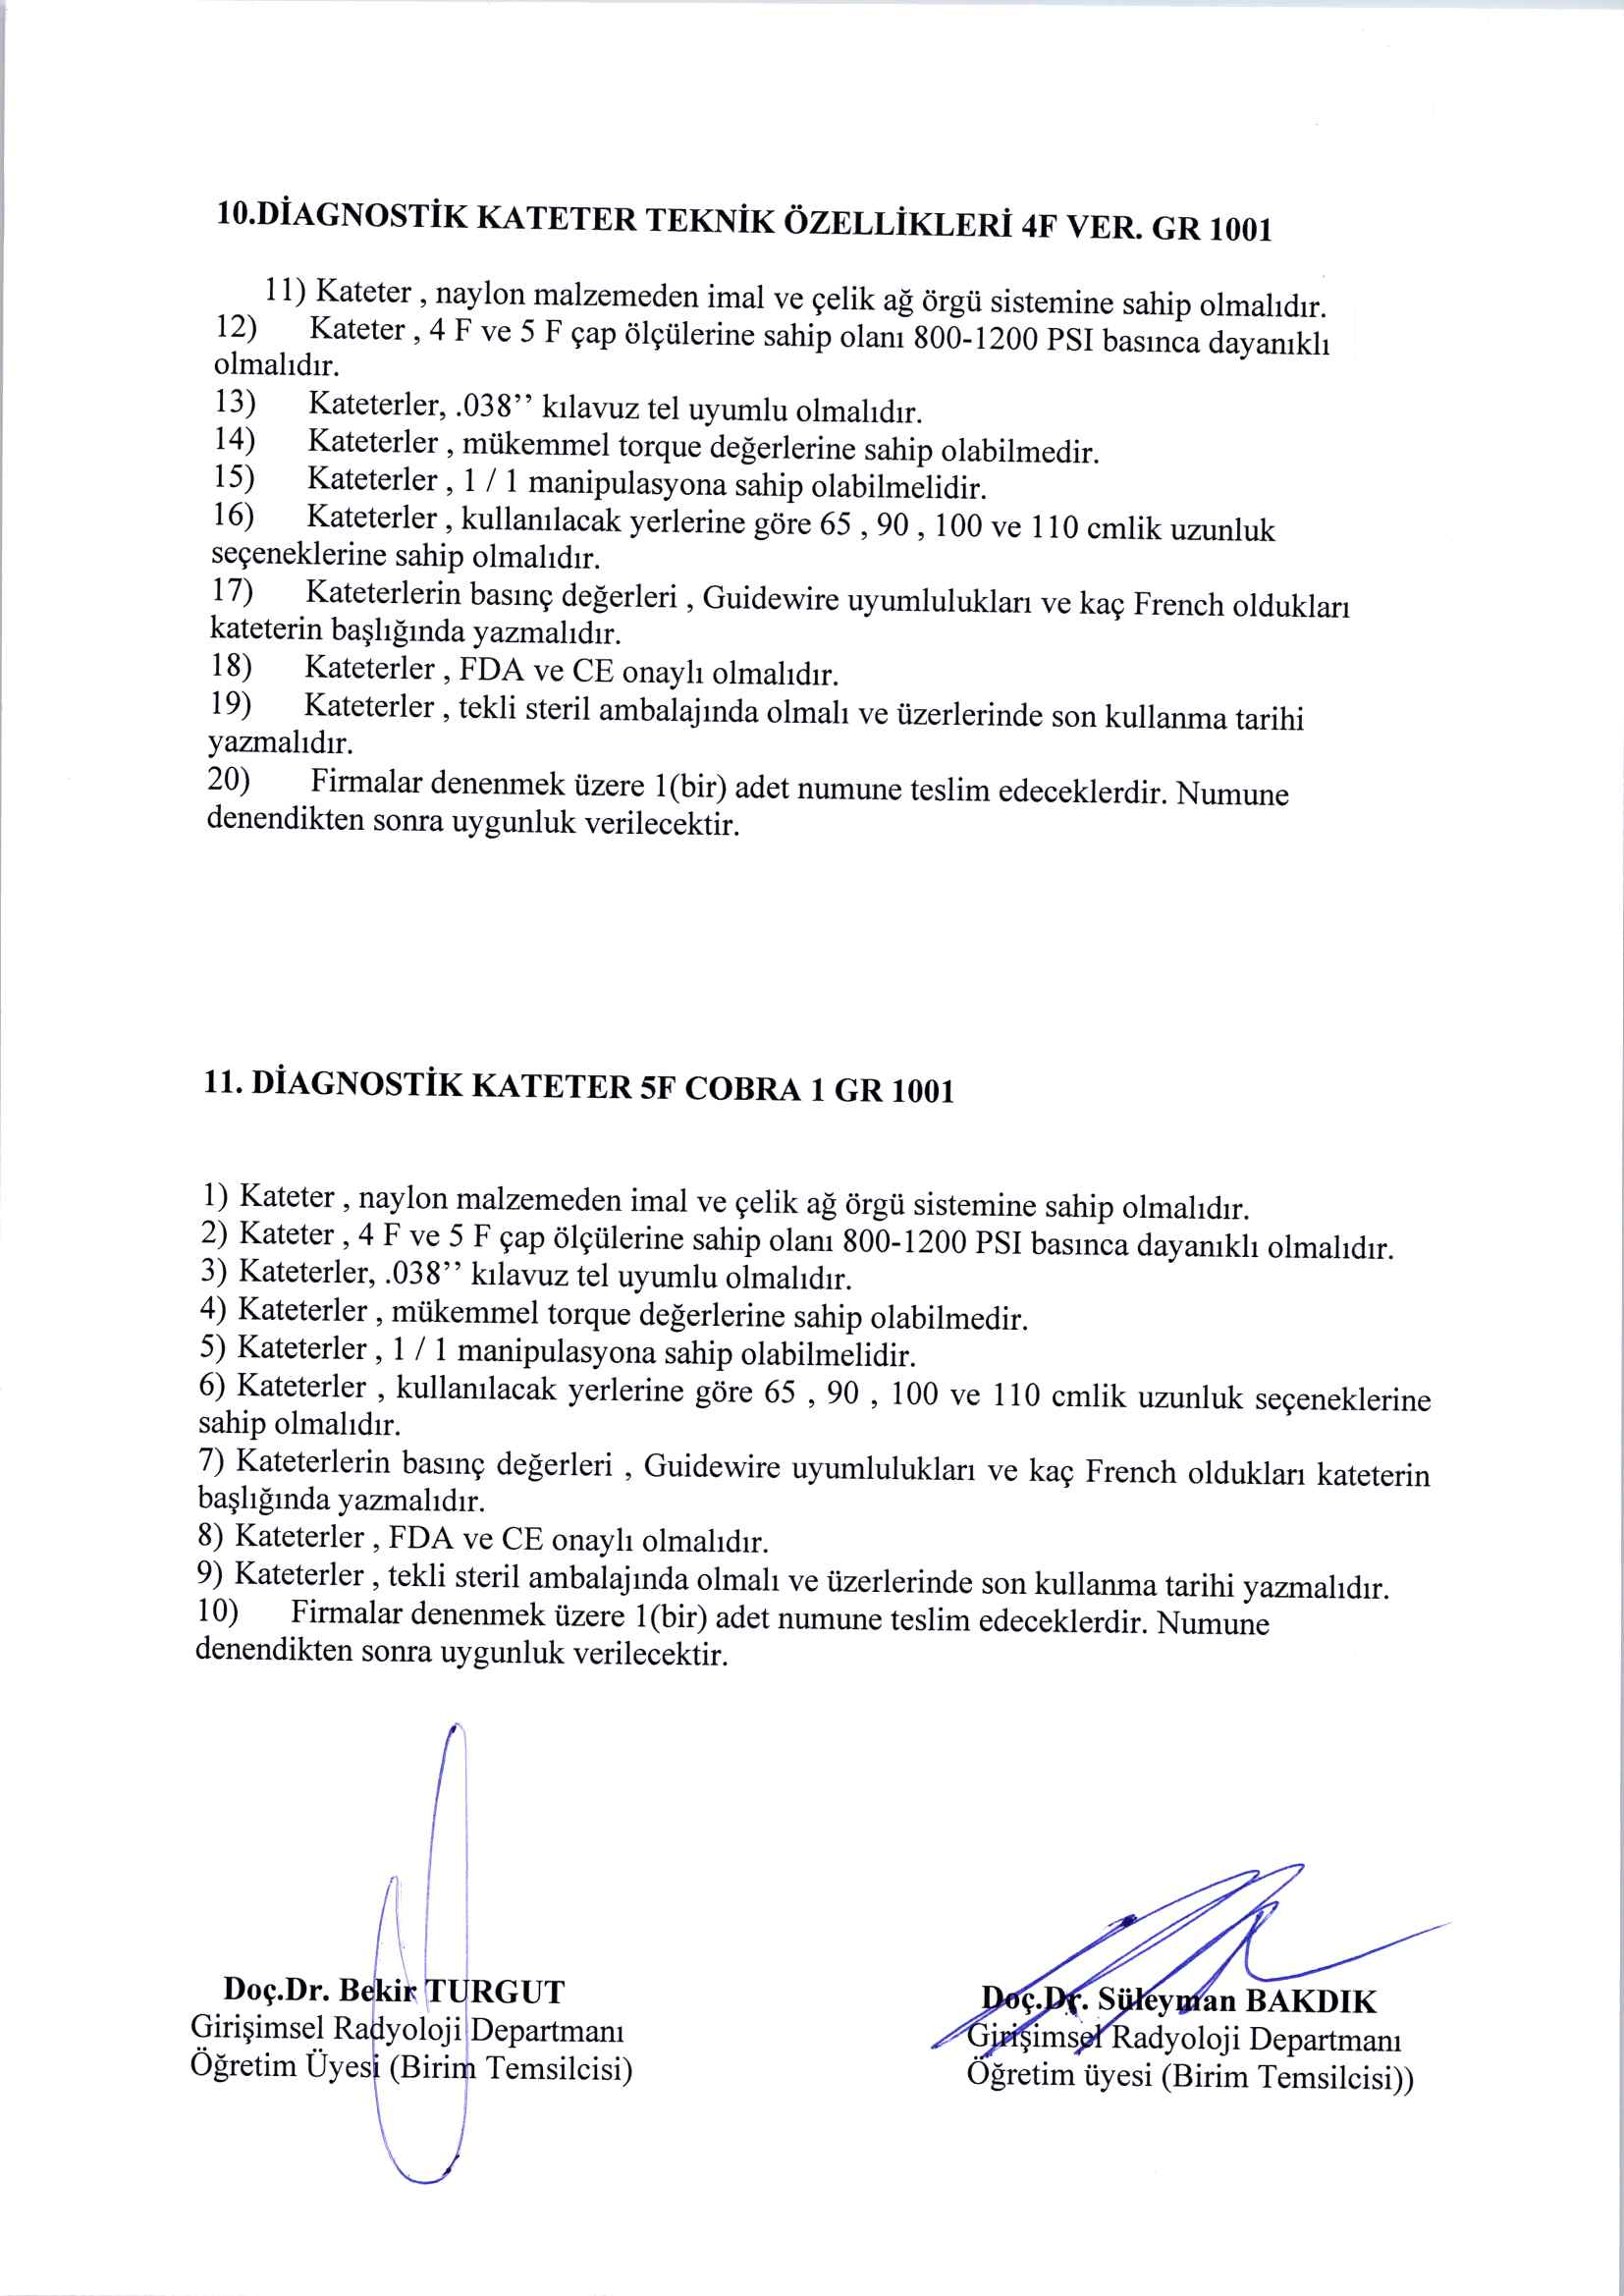 10.DİAGNOSTİK KATETER TEKNİK ÖZELLİKLERİ 4F VER. GR 1001
11) Kateter , naylon malzemeden imal ve çelik ağ örgü sistemine sahip olmalıdır.
12) Kateter , 4 F ve 5 F çap ölçülerine sahip olanı 800-1200 PSI basınca dayanıklı
olmalıdır.
13) Kateterler, .038’’ kılavuz tel uyumlu olmalıdır.
14) Kateterler , mükemmel torque değerlerine sahip olabilmedir.
15) Kateterler , 1 / 1 manipulasyona sahip olabilmelidir.
16) Kateterler , kullanılacak yerlerine göre 65 , 90 , 100 ve 110 cmlik uzunluk
seçeneklerine sahip olmalıdır.
17) Kateterlerin basınç değerleri , Guidewire uyumlulukları ve kaç French oldukları
kateterin başlığında yazmalıdır.
18) Kateterler , FDA ve CE onaylı olmalıdır.
19) Kateterler , tekli steril ambalajında olmalı ve üzerlerinde son kullanma tarihi
yazmalıdır.
20) Firmalar denenmek üzere 1(bir) adet numune teslim edeceklerdir. Numune
denendikten sonra uygunluk verilecektir.
11. DİAGNOSTİK KATETER 5F COBRA 1 GR 1001
1) Kateter , naylon malzemeden imal ve çelik ağ örgü sistemine sahip olmalıdır.
2) Kateter , 4 F ve 5 F çap ölçülerine sahip olanı 800-1200 PSI basınca dayanıklı olmalıdır.
3) Kateterler, .038’’ kılavuz tel uyumlu olmalıdır.
4) Kateterler , mükemmel torque değerlerine sahip olabilmedir.
5) Kateterler , 1 / 1 manipulasyona sahip olabilmelidir.
6) Kateterler , kullanılacak yerlerine göre 65 , 90 , 100 ve 110 cmlik uzunluk seçeneklerine
sahip olmalıdır.
7) Kateterlerin basınç değerleri , Guidewire uyumlulukları ve kaç French oldukları kateterin
başlığında yazmalıdır.
8) Kateterler , FDA ve CE onaylı olmalıdır.
9) Kateterler , tekli steril ambalajında olmalı ve üzerlerinde son kullanma tarihi yazmalıdır.
10) Firmalar denenmek üzere 1(bir) adet numune teslim edeceklerdir. Numune
denendikten sonra uygunluk verilecektir.
Doç.Dr. Bekir TURGUT
Girişimsel Radyoloji Departmanı
Öğretim Üyesi (Birim Temsilcisi)
Doç.Dr. Süleyman BAKDIK
Girişimsel Radyoloji Departmanı
Öğretim üyesi (Birim Temsilcisi))